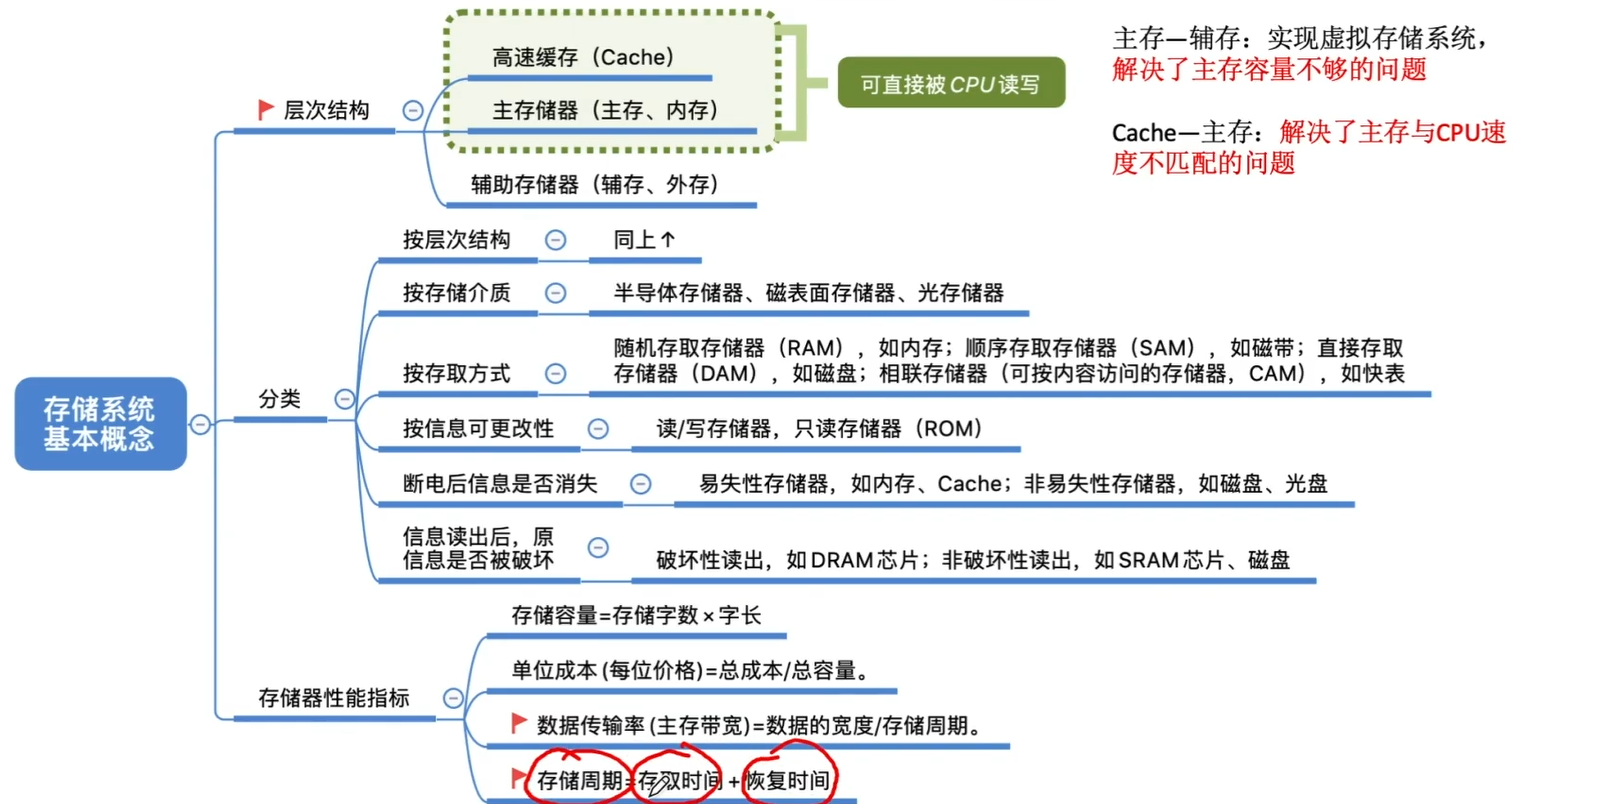 高速缓存（Cache）
主存储器（主存、内存）
辅助存储器（辅存、外存）
层次结构
可直接被CPU读写
主存—辅存：实现虚拟存储系统，
解决了主存容量不够的问题
Cache—主存：解决了主存与CPU速
度不匹配的问题
存储系统
基本概念
分类
按层次结构
同上↑
按存储介质
半导体存储器、磁表面存储器、光存储器
按存取方式
随机存取存储器（RAM），如内存；顺序存取存储器（SAM），如磁带；直接存取
存储器（DAM），如磁盘；相联存储器（可按内容访问的存储器，CAM），如快表
按信息可更改性
读/写存储器，只读存储器（ROM）
断电后信息是否消失
易失性存储器，如内存、Cache；非易失性存储器，如磁盘、光盘
信息读出后，原
信息是否被破坏
破坏性读出，如DRAM芯片；非破坏性读出，如SRAM芯片、磁盘
存储器性能指标
存储容量=存储字数×字长
单位成本(每位价格)=总成本/总容量。
数据传输率(主存带宽)=数据的宽度/存储周期。
存储周期=存取时间+恢复时间